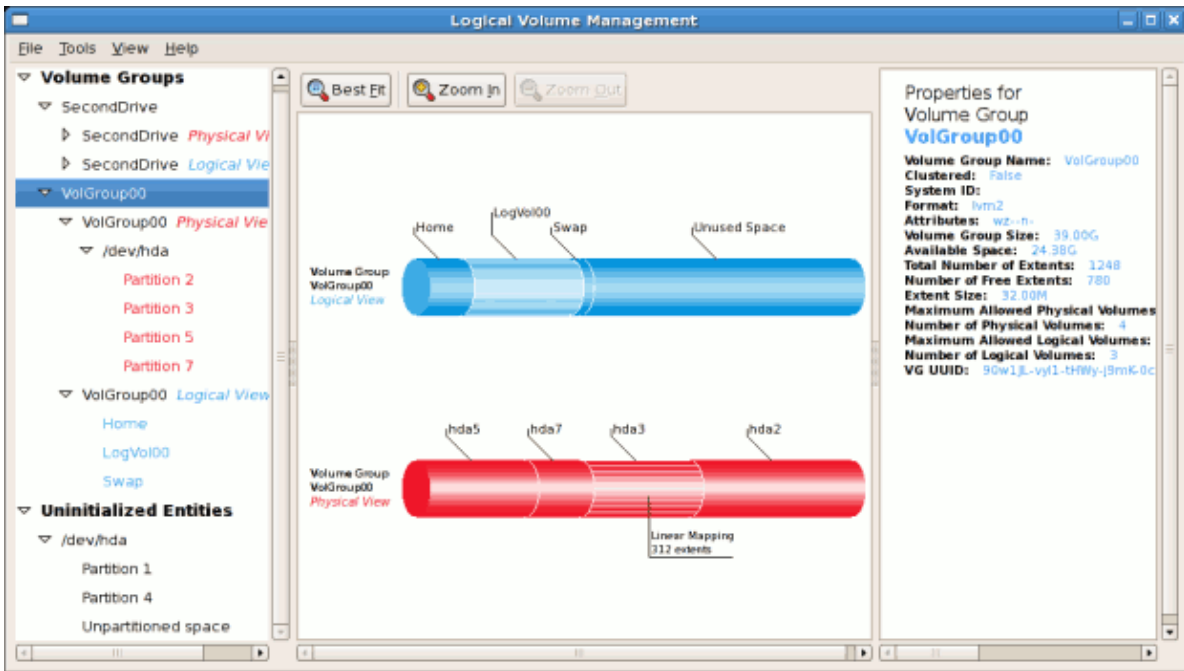 Logical Volume Management
File Tools View Help
Volume Groups
SecondDrive
SecondDrive Physical Vi
SecondDrive Logical Vie
VolGroup00
VolGroup00 Physical Vie
/dev/hda
Partition 2
Partition 3
Partition 5
Partition 7
VolGroup00 Logical View
Home
LogVol00
Swap
Uninitialized Entities
/dev/hda
Partition 1
Partition 4
Unpartitioned space
Best Fit Zoom In Zoom Out
Home LogVol00 Swap Unused Space
Volume Group
VolGroup00
Logical View
hda5 hda7 hda3 hda2
Volume Group
VolGroup00
Physical View
Linear Mapping
312 extents
Properties for
Volume Group
VolGroup00
Volume Group Name: VolGroup00
Clustered: False
System ID:
Format: lvm2
Attributes: wz--n-
Volume Group Size: 39.00G
Available Space: 24.38G
Total Number of Extents: 1248
Number of Free Extents: 780
Extent Size: 32.00M
Maximum Allowed Physical Volumes
Number of Physical Volumes: 4
Maximum Allowed Logical Volumes:
Number of Logical Volumes: 3
VG UUID: 90w1JL-vyl1-tHWy-j9mK-0c